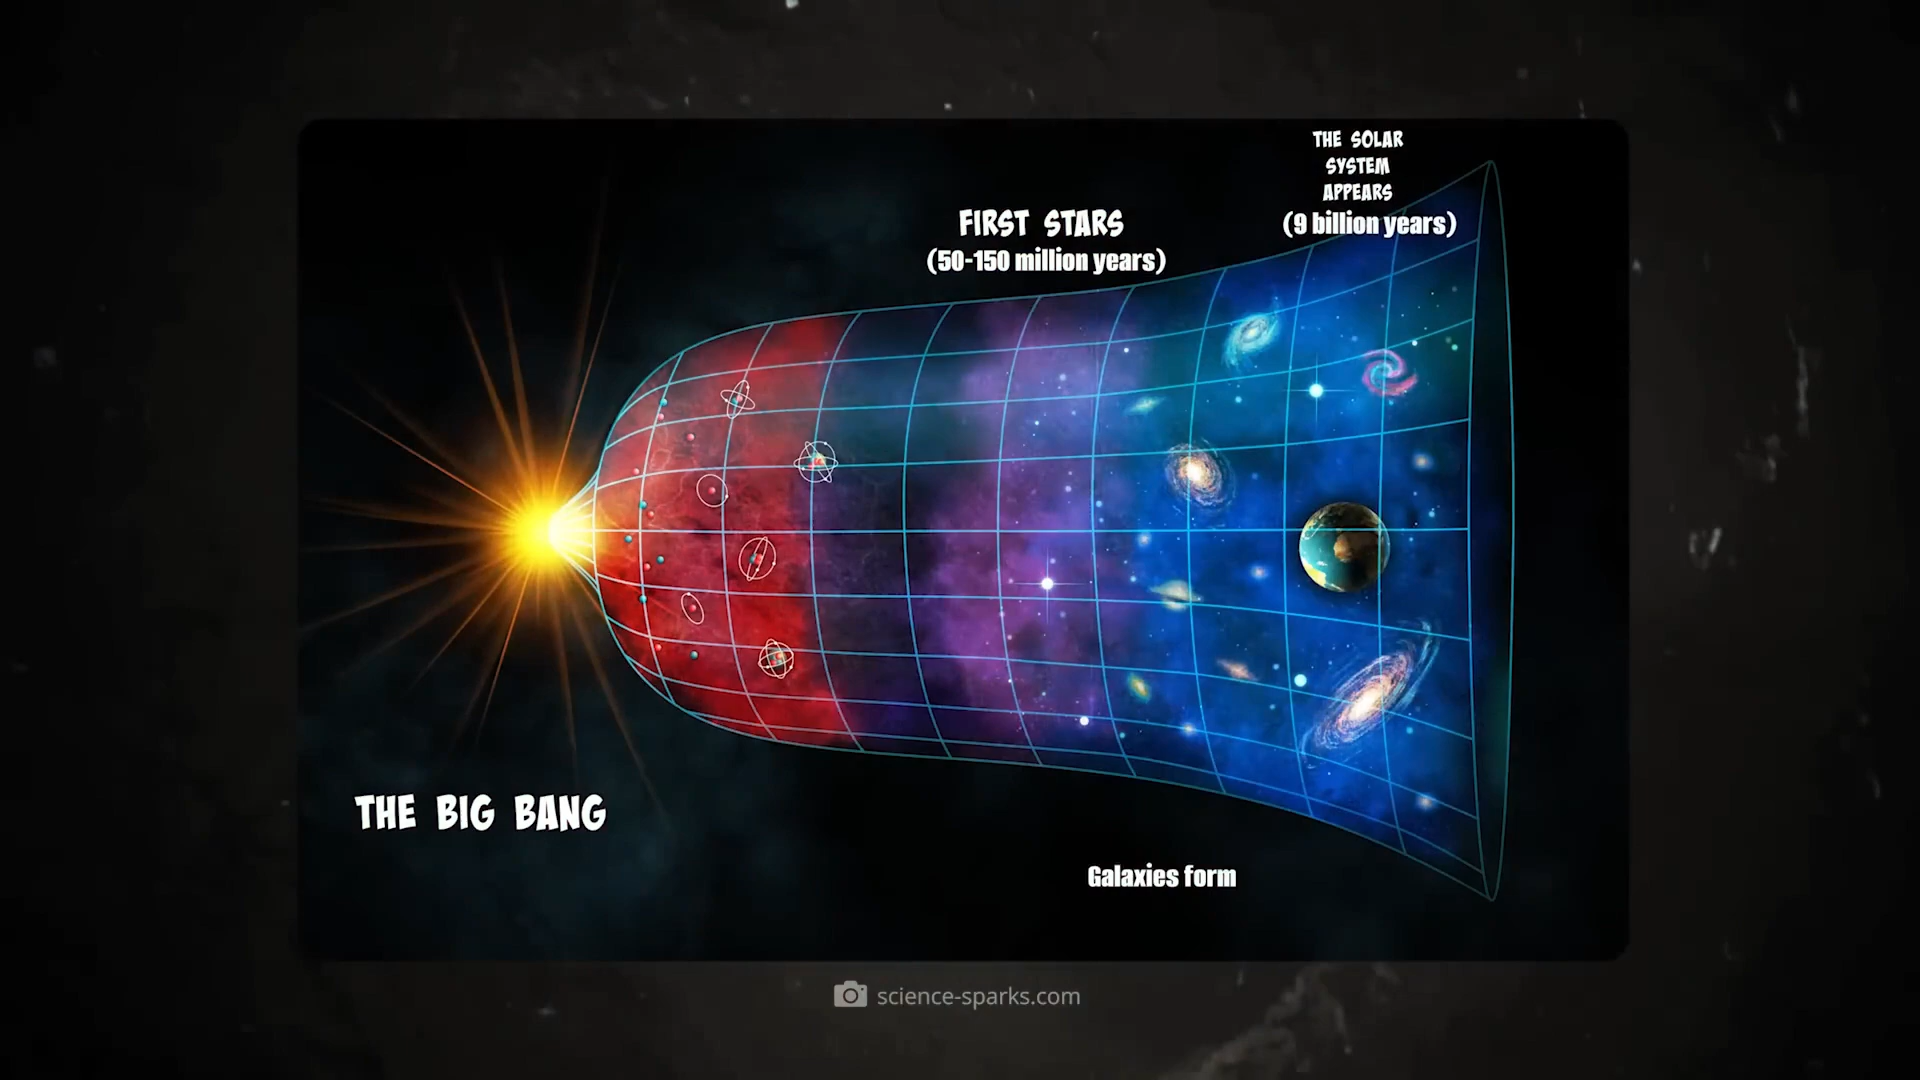 THE SOLAR
SYSTEM
APPEARS
(9 billion years)
FIRST STARS
(50-150 million years)
THE BIG BANG
Galaxies form
science-sparks.com